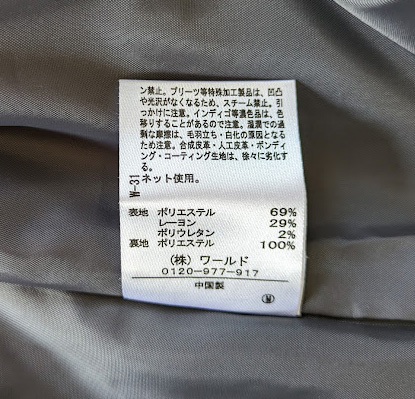 ン禁止。プリーツ等特殊加工製品は、凹凸
や光沢がなくなるため、スチーム禁止。引
っかけに注意。インディゴ等濃色品は、色
移りすることがあるので注意。湿潤での過
剰な摩擦は、毛羽立ち・白化の原因となる
ため注意。合成皮革・人工皮革・ボンディ
ング・コーティング生地は、徐々に劣化す
る。
ネット使用。
W-31
表地 ポリエステル 69%
レーヨン 29%
ポリウレタン 2%
裏地 ポリエステル 100%
(株) ワールド
0120-977-917
中国製
M